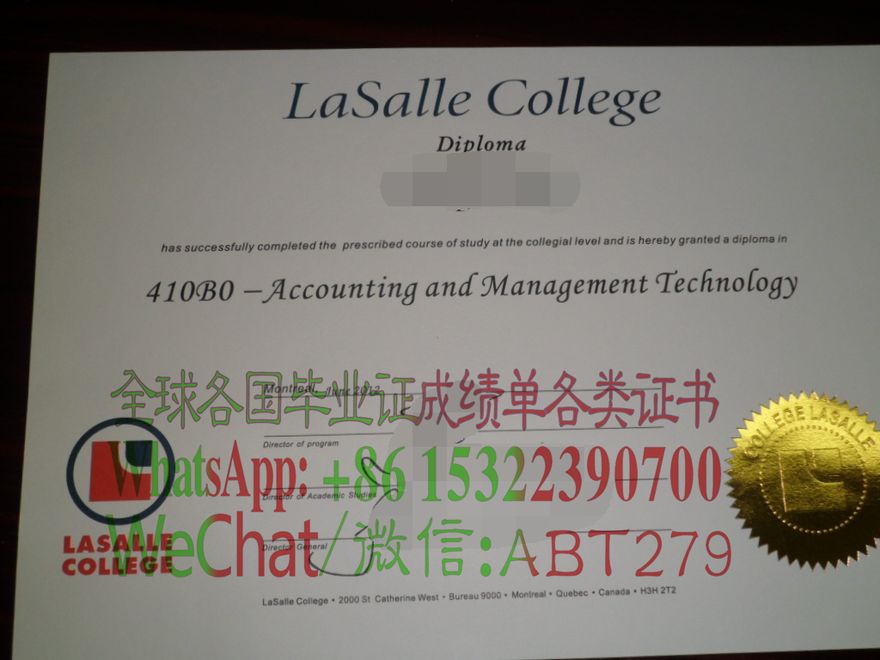 LaSalle College
Diploma
has successfully completed the prescribed course of study at the collegial level and is hereby granted a diploma in
410B0 – Accounting and Management Technology
全球各国毕业证成绩单各类证书
Montreal, June 2012
Director of program
WhatsApp: +86 15322390700
Director of Academic Studies
WeChat/微信:ABT279
Director General
LASALLE
COLLEGE
COLLEGE LASALLE
LaSalle College • 2000 St Catherine West • Bureau 9000 • Montreal • Quebec • Canada • H3H 2T2